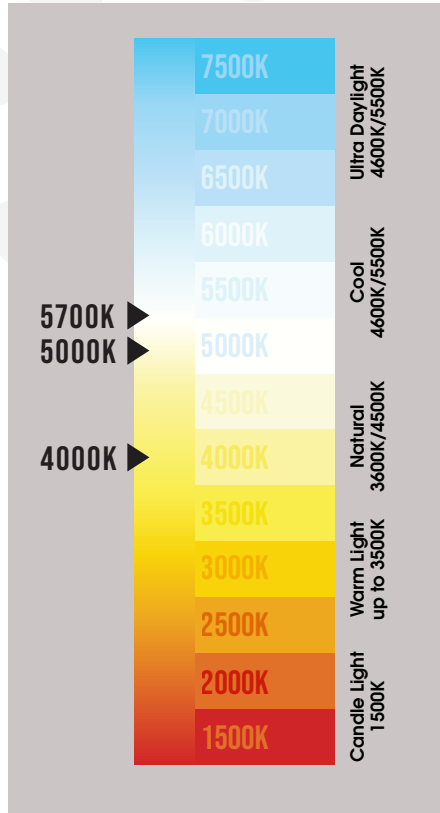 7500K
7000K
6500K
6000K
5500K
5000K
4500K
4000K
3500K
3000K
2500K
2000K
1500K
5700K
5000K
4000K
Ultra Daylight
4600K/5500K
Cool
4600K/5500K
Natural
3600K/4500K
Warm Light
up to 3500K
Candle Light
1500K